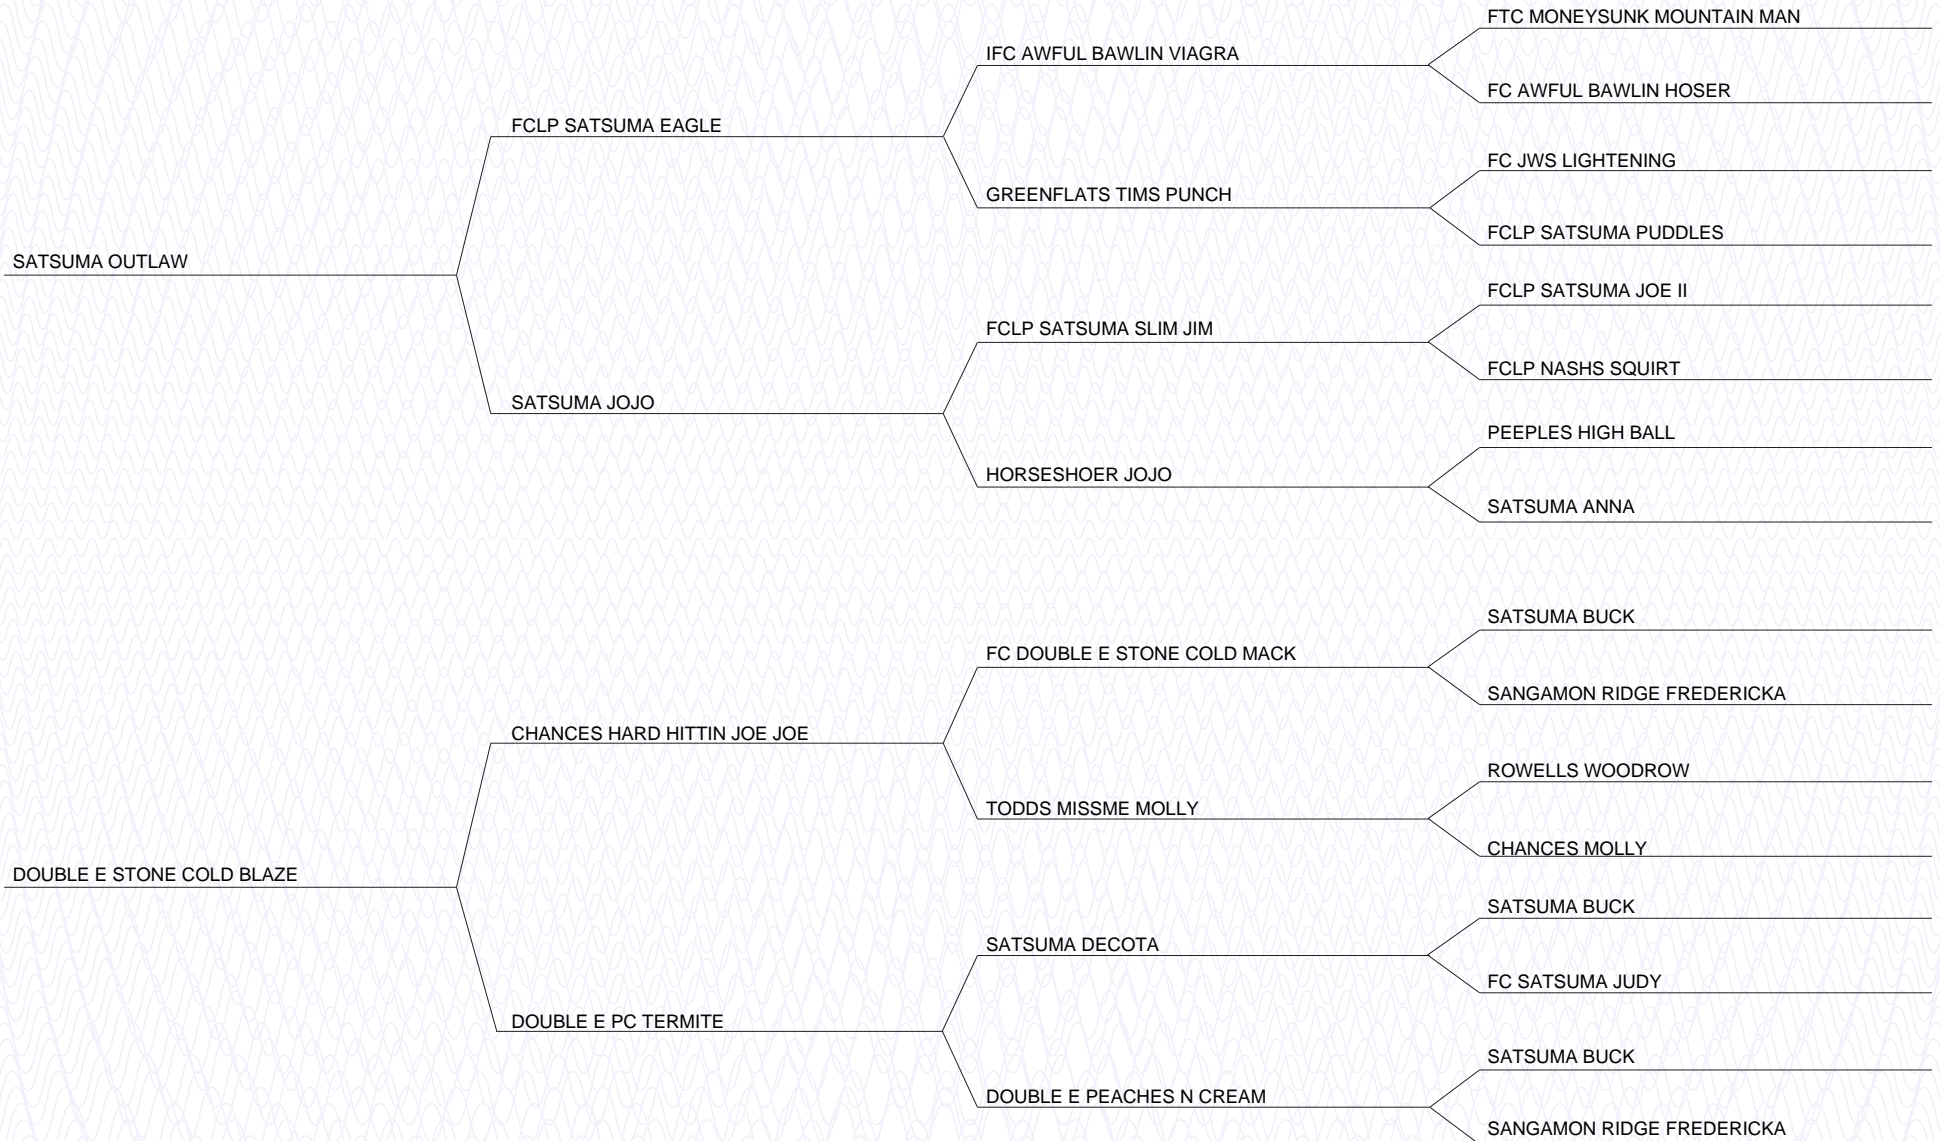 FTC MONEYSUNK MOUNTAIN MAN
IFC AWFUL BAWLIN VIAGRA
FC AWFUL BAWLIN HOSER
FCLP SATSUMA EAGLE
FC JWS LIGHTENING
GREENFLATS TIMS PUNCH
FCLP SATSUMA PUDDLES
SATSUMA OUTLAW
FCLP SATSUMA JOE II
FCLP SATSUMA SLIM JIM
FCLP NASHS SQUIRT
SATSUMA JOJO
PEEPLES HIGH BALL
HORSESHOER JOJO
SATSUMA ANNA
SATSUMA BUCK
FC DOUBLE E STONE COLD MACK
SANGAMON RIDGE FREDERICKA
CHANCES HARD HITTIN JOE JOE
ROWELLS WOODROW
TODDS MISSME MOLLY
CHANCES MOLLY
DOUBLE E STONE COLD BLAZE
SATSUMA BUCK
SATSUMA DECOTA
FC SATSUMA JUDY
DOUBLE E PC TERMITE
SATSUMA BUCK
DOUBLE E PEACHES N CREAM
SANGAMON RIDGE FREDERICKA